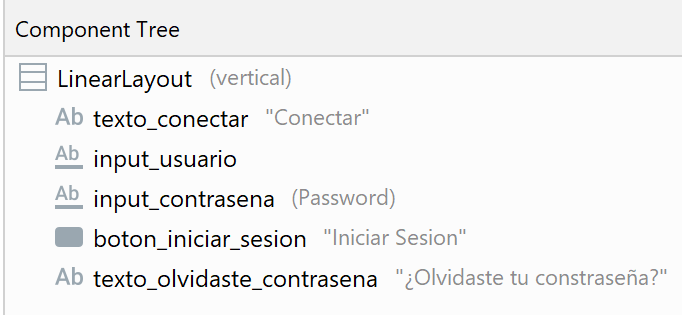 Component Tree
LinearLayout (vertical)
Ab texto_conectar "Conectar"
Ab input_usuario
Ab input_contrasena (Password)
boton_iniciar_sesion "Iniciar Sesion"
Ab texto_olvidaste_contrasena "¿Olvidaste tu constraseña?"